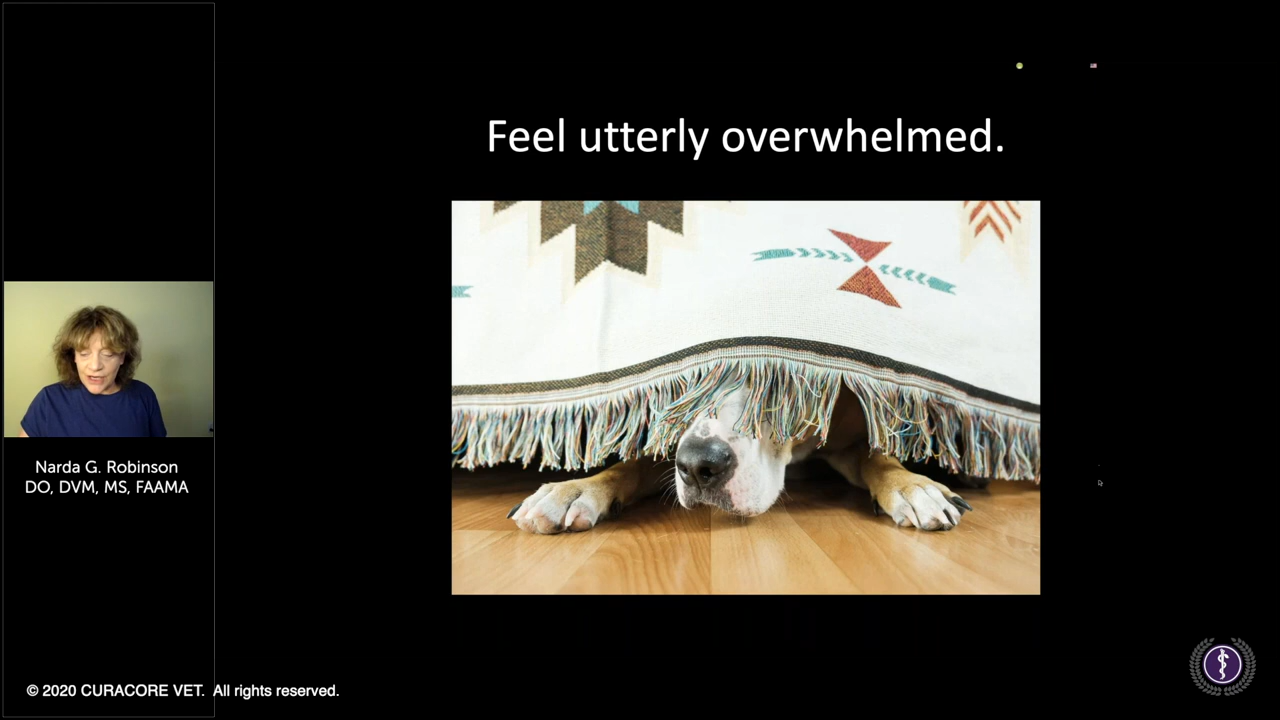 Feel utterly overwhelmed.
Narda G. Robinson
DO, DVM, MS, FAAMA
© 2020 CURACORE VET. All rights reserved.